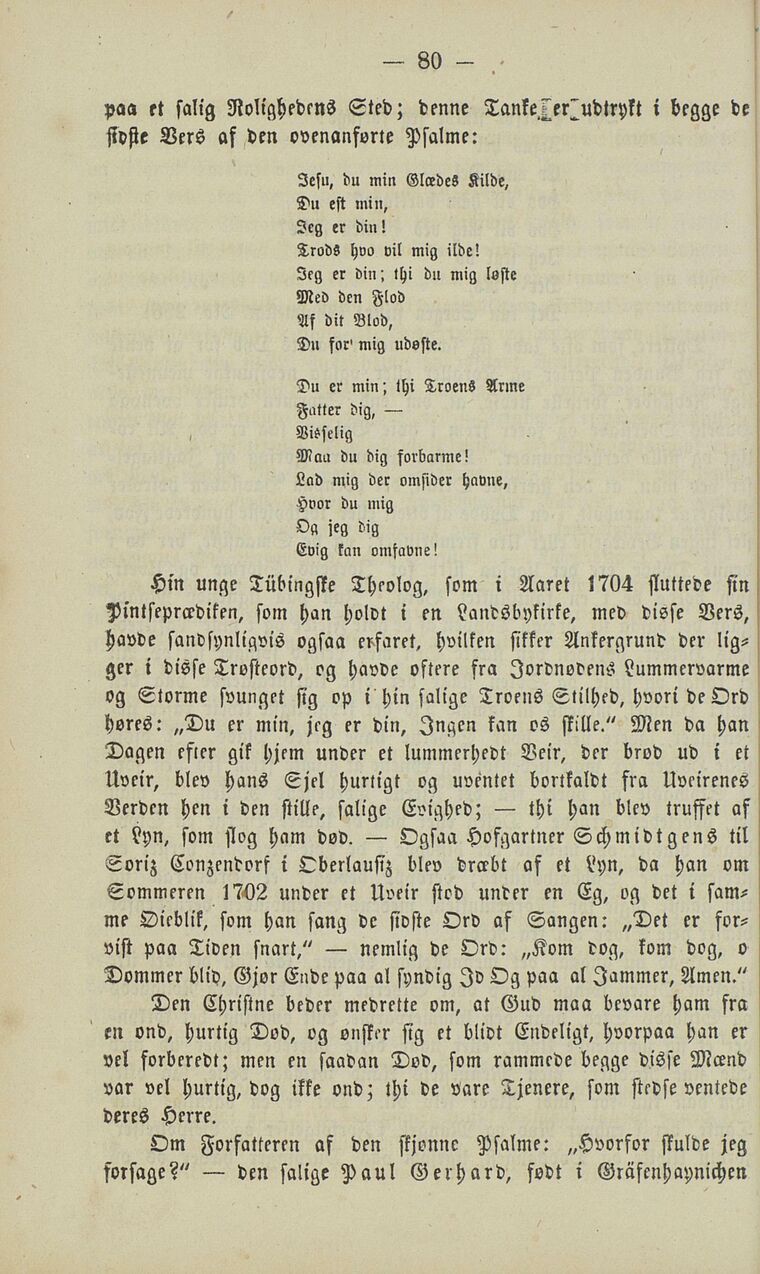 — 80 —
paa et salig Rolighedens Sted; denne Tanke er udtrykt i begge de
sidste Vers af den ovenanførte Psalme:
Jesu, du min Glædes Kilde,
Du est min,
Jeg er din!
Trods hvo vil mig ilde!
Jeg er din; thi du mig løste
Med den Flod
Af dit Blod,
Du for mig udøste.
Du er min; thi Troens Arme
Fatter dig, —
Visselig
Maa du dig forbarme!
Lad mig der omsider havne,
Hvor du mig
Og jeg dig
Evig kan omfavne!
Hin unge Tübingske Theolog, som i Aaret 1704 sluttede sin
Pintseprædiken, som han holdt i en Landsbykirke, med disse Vers,
havde sandsynligvis ogsaa erfaret, hvilken sikker Ankergrund der lig-
ger i disse Trøsteord, og havde oftere fra Jordnødens Lummervarme
og Storme svunget sig op i hin salige Troens Stilhed, hvori de Ord
høres: „Du er min, jeg er din, Ingen kan os skille.“ Men da han
Dagen efter gik hjem under et lummerhedt Veir, der brød ud i et
Uveir, blev hans Sjel hurtigt og uventet bortkaldt fra Uveirenes
Verden hen i den stille, salige Evighed; — thi han blev truffet af
et Lyn, som slog ham død. — Ogsaa Hofgartner Schmidtgens til
Soriz Conzendorf i Oberlausiz blev dræbt af et Lyn, da han om
Sommeren 1702 under et Uveir stod under en Eg, og det i sam-
me Øieblik, som han sang de sidste Ord af Sangen: „Det er for-
vist paa Tiden snart,“ — nemlig de Ord: „Kom dog, kom dog, o
Dommer blid, Gjør Ende paa al syndig Id Og paa al Jammer, Amen.“
Den Christne beder medrette om, at Gud maa bevare ham fra
en ond, hurtig Død, og ønsker sig et blidt Endeligt, hvorpaa han er
vel forberedt; men en saadan Død, som rammede begge disse Mænd
var vel hurtig, dog ikke ond; thi de vare Tjenere, som stedse ventede
deres Herre.
Om Forfatteren af den skjønne Psalme: „Hvorfor skulde jeg
forsage?“ — den salige Paul Gerhard, født i Gräfenhaynichen